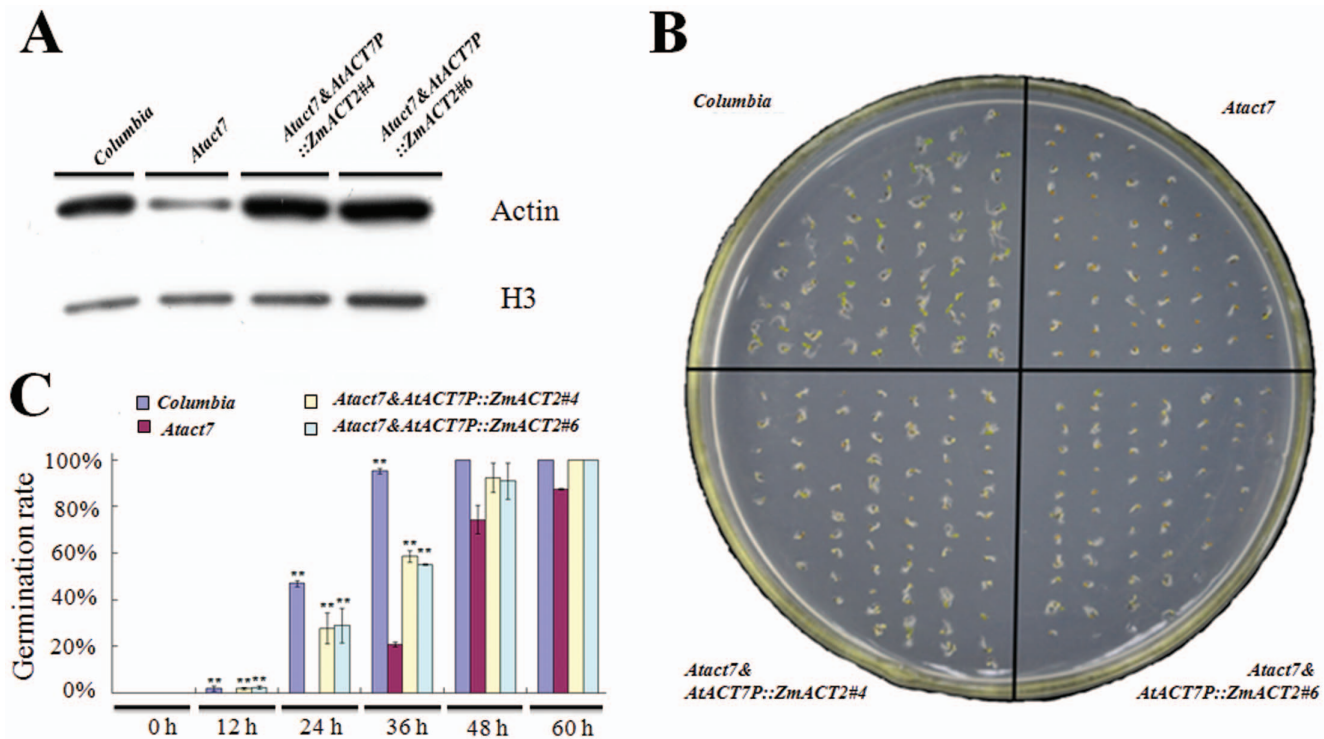 A
Columbia
Atact7
Atact7&AtACT7P
::ZmACT2#4
Atact7&AtACT7P
::ZmACT2#6
Actin
H3
B
Columbia
Atact7
Atact7&
AtACT7P::ZmACT2#4
Atact7&
AtACT7P::ZmACT2#6
C
Columbia
Atact7
Atact7&AtACT7P::ZmACT2#4
Atact7&AtACT7P::ZmACT2#6
Germination rate
100%
80%
60%
40%
20%
0%
** ** **
** ** **
** ** **
0 h 12 h 24 h 36 h 48 h 60 h